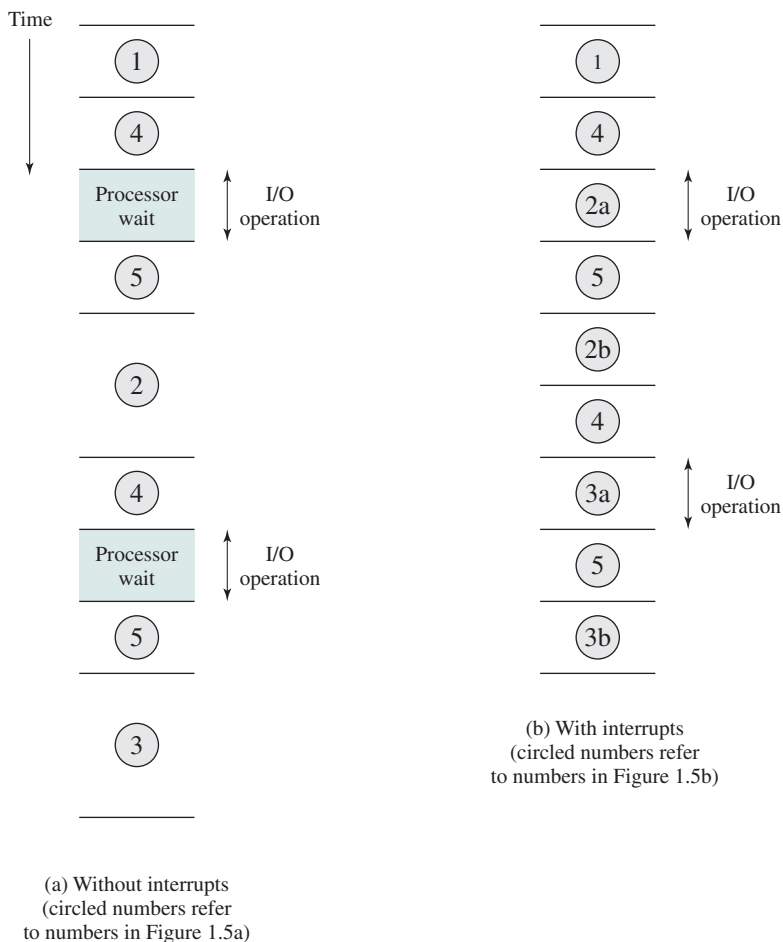 Time
1
4
Processor
wait
I/O
operation
5
2
4
Processor
wait
I/O
operation
5
3
(a) Without interrupts
(circled numbers refer
to numbers in Figure 1.5a)
1
4
2a
I/O
operation
5
2b
4
3a
I/O
operation
5
3b
(b) With interrupts
(circled numbers refer
to numbers in Figure 1.5b)